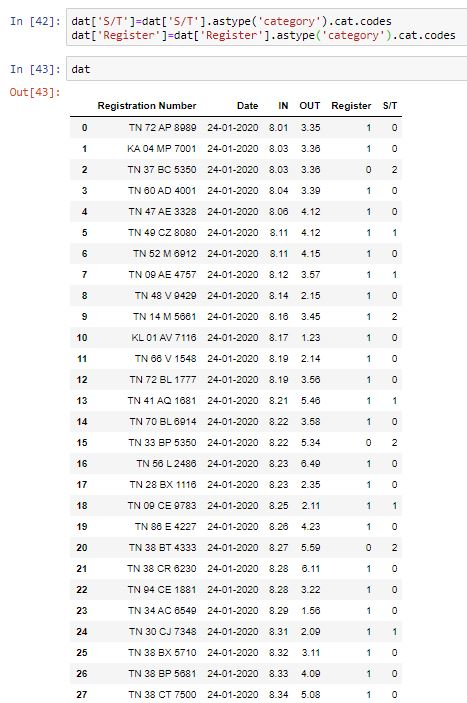 In [42]: dat['S/T']=dat['S/T'].astype('category').cat.codes
dat['Register']=dat['Register'].astype('category').cat.codes
In [43]: dat
Out[43]:
Registration Number Date IN OUT Register S/T
0 TN 72 AP 8989 24-01-2020 8.01 3.35 1 0
1 KA 04 MP 7001 24-01-2020 8.03 3.36 1 0
2 TN 37 BC 5350 24-01-2020 8.03 3.36 0 2
3 TN 60 AD 4001 24-01-2020 8.04 3.39 1 0
4 TN 47 AE 3328 24-01-2020 8.06 4.12 1 0
5 TN 49 CZ 8080 24-01-2020 8.11 4.12 1 1
6 TN 52 M 6912 24-01-2020 8.11 4.15 1 0
7 TN 09 AE 4757 24-01-2020 8.12 3.57 1 1
8 TN 48 V 9429 24-01-2020 8.14 2.15 1 0
9 TN 14 M 5661 24-01-2020 8.16 3.45 1 2
10 KL 01 AV 7116 24-01-2020 8.17 1.23 1 0
11 TN 66 V 1548 24-01-2020 8.19 2.14 1 0
12 TN 72 BL 1777 24-01-2020 8.19 3.56 1 0
13 TN 41 AQ 1681 24-01-2020 8.21 5.46 1 1
14 TN 70 BL 6914 24-01-2020 8.22 3.58 1 0
15 TN 33 BP 5350 24-01-2020 8.22 5.34 0 2
16 TN 56 L 2486 24-01-2020 8.23 6.49 1 0
17 TN 28 BX 1116 24-01-2020 8.23 2.35 1 0
18 TN 09 CE 9783 24-01-2020 8.25 2.11 1 1
19 TN 86 E 4227 24-01-2020 8.26 4.23 1 0
20 TN 38 BT 4333 24-01-2020 8.27 5.59 0 2
21 TN 38 CR 6230 24-01-2020 8.28 6.11 1 0
22 TN 94 CE 1881 24-01-2020 8.28 3.22 1 0
23 TN 34 AC 6549 24-01-2020 8.29 1.56 1 0
24 TN 30 CJ 7348 24-01-2020 8.31 2.09 1 1
25 TN 38 BX 5710 24-01-2020 8.32 3.11 1 0
26 TN 38 BP 5681 24-01-2020 8.33 4.09 1 0
27 TN 38 CT 7500 24-01-2020 8.34 5.08 1 0